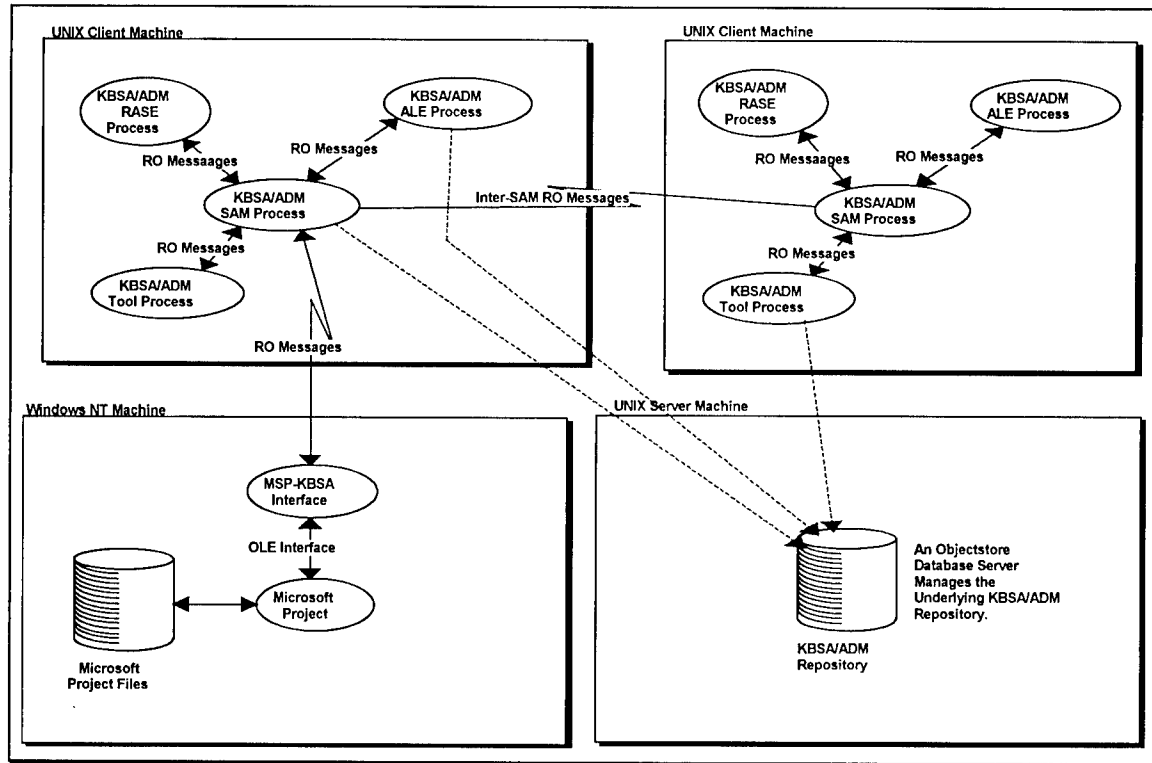 UNIX Client Machine
KBSA/ADM
RASE
Process
KBSA/ADM
ALE Process
RO Messaages
RO Messages
KBSA/ADM
SAM Process
RO Messages
KBSA/ADM
Tool Process
RO Messages
Inter-SAM RO Messages
UNIX Client Machine
KBSA/ADM
RASE
Process
KBSA/ADM
ALE Process
RO Messaages
RO Messages
KBSA/ADM
SAM Process
RO Messages
KBSA/ADM
Tool Process
Windows NT Machine
MSP-KBSA
Interface
OLE Interface
Microsoft
Project
Microsoft
Project Files
UNIX Server Machine
An Objectstore
Database Server
Manages the
Underlying KBSA/ADM
Repository.
KBSA/ADM
Repository